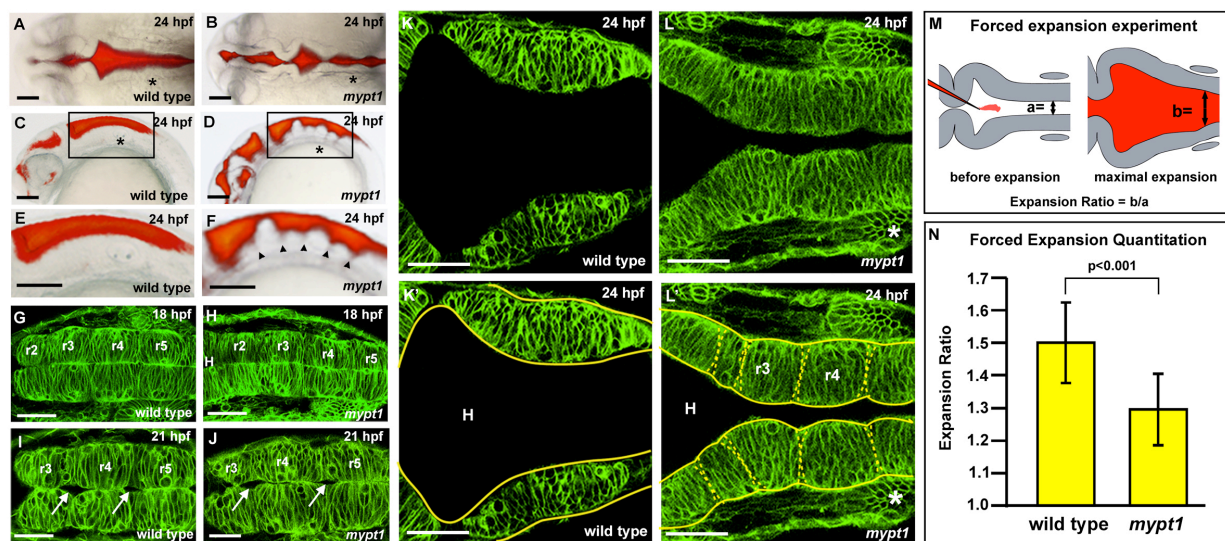 A
24 hpf
*
wild type
B
24 hpf
*
mypt1
C
24 hpf
*
wild type
D
24 hpf
*
mypt1
E
24 hpf
wild type
F
24 hpf
mypt1
G
18 hpf
r2 r3 r4 r5
wild type
H
18 hpf
r2 r3 r4 r5
H
mypt1
I
21 hpf
r3 r4 r5
wild type
J
21 hpf
r3 r4 r5
mypt1
K
24 hpf
wild type
L
24 hpf
*
mypt1
K'
24 hpf
H
wild type
L'
24 hpf
r3 r4
H
*
mypt1
M
Forced expansion experiment
a=
b=
before expansion
maximal expansion
Expansion Ratio = b/a
N
Forced Expansion Quantitation
p<0.001
1.7
1.6
1.5
1.4
1.3
1.2
1.1
1.0
Expansion Ratio
wild type
mypt1